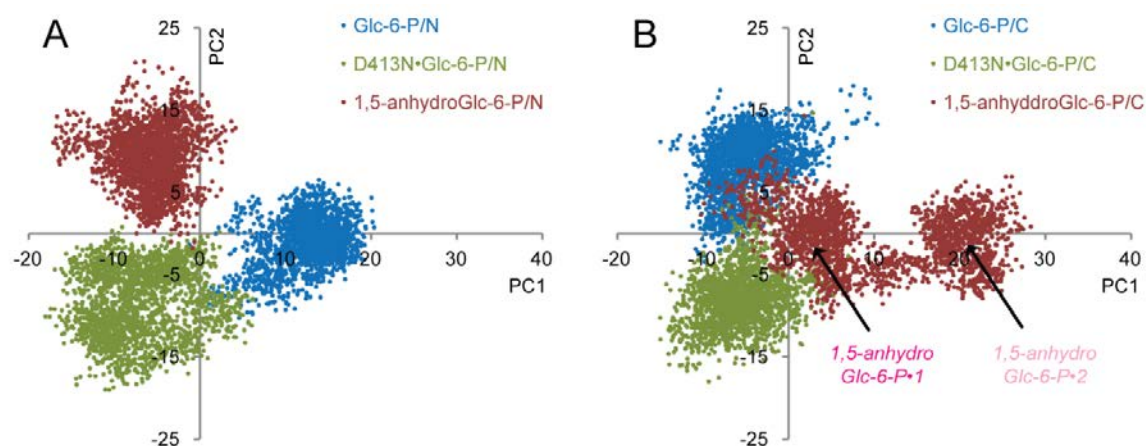 A
25
PC2
Glc-6-P/N
D413N•Glc-6-P/N
1,5-anhydroGlc-6-P/N
15
5
-20
-10
0
10
20
30
40
-5
PC1
-15
-25
B
25
PC2
Glc-6-P/C
D413N•Glc-6-P/C
1,5-anhyddroGlc-6-P/C
15
5
-20
-10
0
10
20
30
40
-5
PC1
1,5-anhydro
Glc-6-P•1
1,5-anhydro
Glc-6-P•2
-15
-25